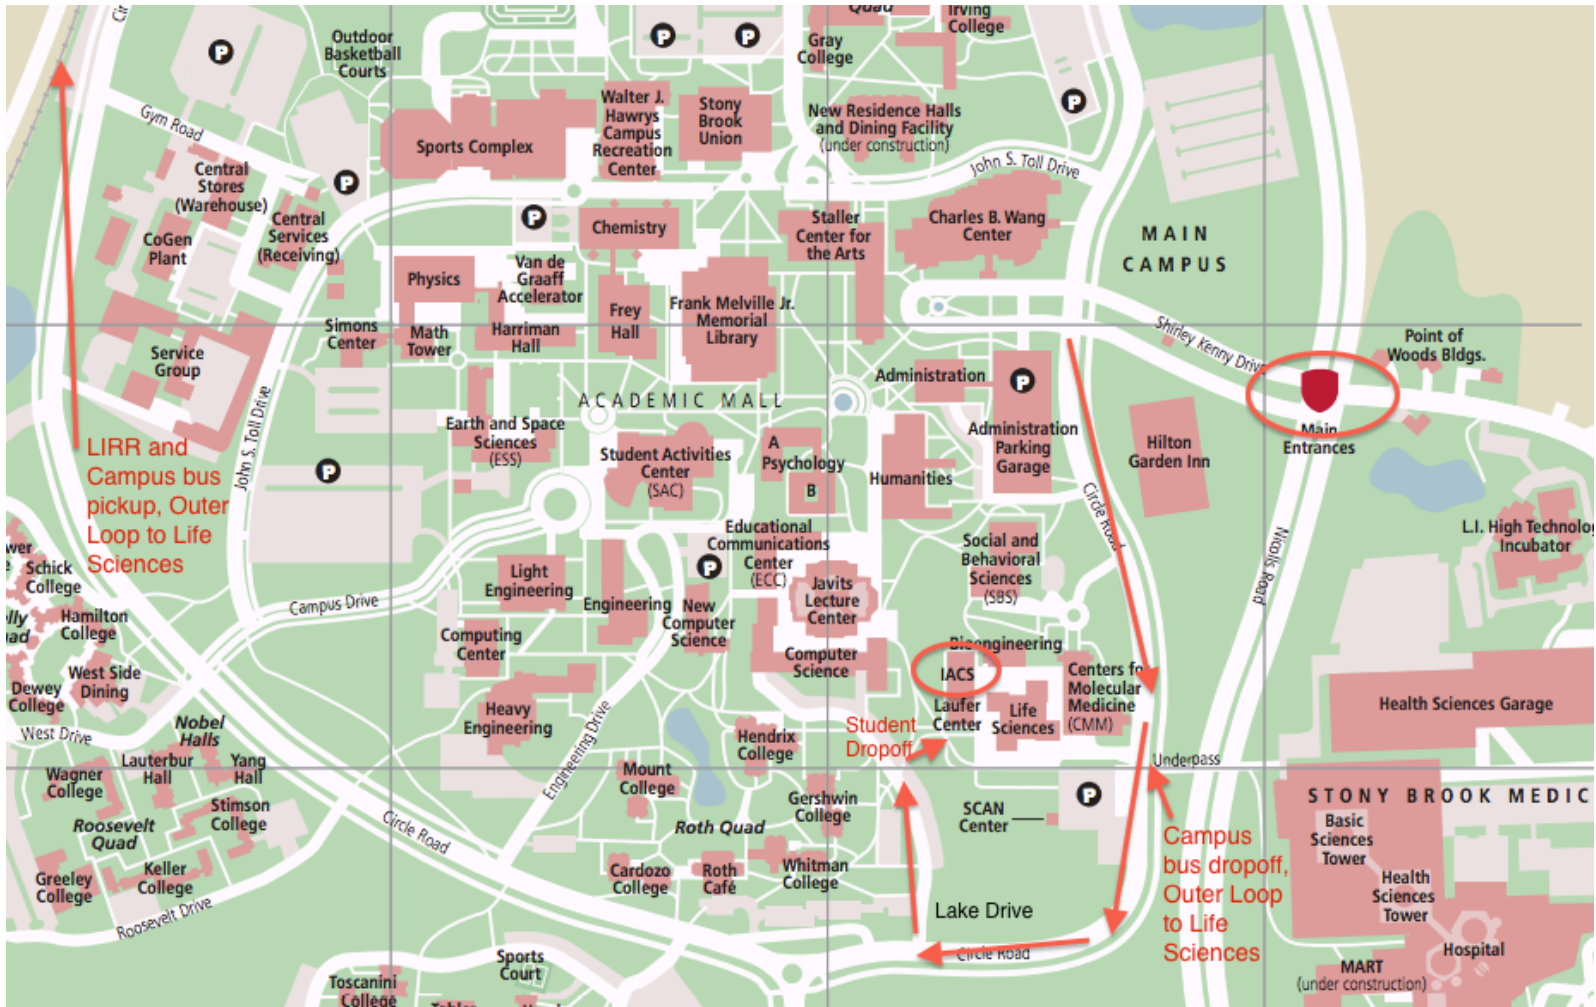 Outdoor
Basketball
Courts
Quad
Irving
College
Gray
College
P
P
P
P
Cir
Gym Road
Walter J.
Hawrys
Campus
Recreation
Center
Stony
Brook
Union
New Residence Halls
and Dining Facility
(under construction)
Sports Complex
John S. Toll Drive
Central
Stores
(Warehouse)
P
Central
Services
(Receiving)
CoGen
Plant
P
Chemistry
Staller
Center for
the Arts
Charles B. Wang
Center
MAIN
CAMPUS
Physics
Van de
Graaff
Accelerator
Frey
Hall
Frank Melville Jr.
Memorial
Library
Simons
Center
Math
Tower
Harriman
Hall
Shirley Kenny Drive
Point of
Woods Bldgs.
Service
Group
Administration
P
Administration
Parking
Garage
ACADEMIC MALL
Main
Entrances
John S. Toll Drive
Earth and Space
Sciences
(ESS)
Student Activities
Center
(SAC)
A
Psychology
B
Humanities
Hilton
Garden Inn
LIRR and
Campus bus
pickup, Outer
Loop to Life
Sciences
P
Circle Road
Nicolls Road
L.I. High Technolog
Incubator
Educational
Communications
Center
(ECC)
P
Social and
Behavioral
Sciences
(SBS)
wer
Schick
College
Light
Engineering
Javits
Lecture
Center
Campus Drive
Engineering
New
Computer
Science
Hamilton
College
lly
uad
Computing
Center
Computer
Science
Bioengineering
IACS
Laufer
Center
Life
Sciences
Centers fo
Molecular
Medicine
(CMM)
West Side
Dining
Dewey
College
Health Sciences Garage
Heavy
Engineering
West Drive
Nobel
Halls
Student
Dropoff
Hendrix
College
Engineering Drive
Underpass
Lauterbur
Hall
Yang
Hall
Wagner
College
Mount
College
Stimson
College
Gershwin
College
SCAN
Center
P
STONY BROOK MEDIC
Basic
Sciences
Tower
Roosevelt
Quad
Circle Road
Roth Quad
Campus
bus dropoff,
Outer Loop
to Life
Sciences
Keller
College
Greeley
College
Cardozo
College
Roth
Café
Whitman
College
Health
Sciences
Tower
Roosevelt Drive
Lake Drive
Circle Road
Hospital
Sports
Court
MART
(under construction)
Toscanini
College